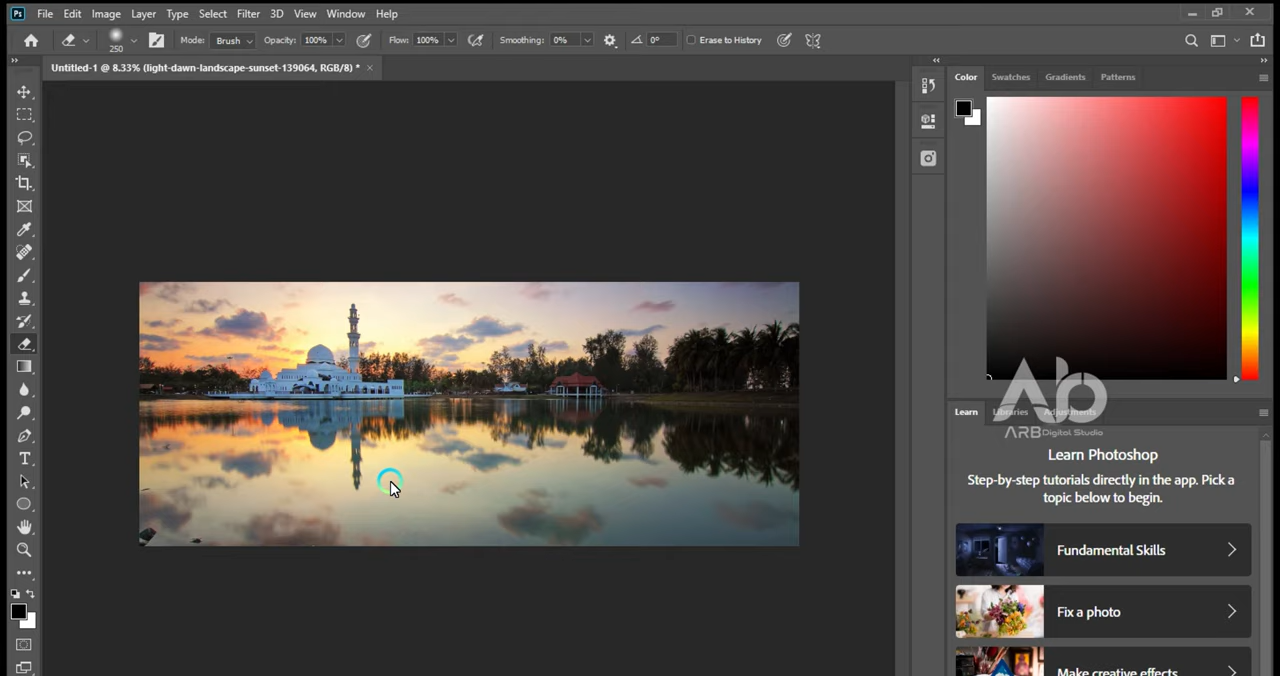 Ps File Edit Image Layer Type Select Filter 3D View Window Help
250 Mode: Brush Opacity: 100% Flow: 100% Smoothing: 0% 0° Erase to History
Untitled-1 @ 8.33% (light-dawn-landscape-sunset-139064, RGB/8) * ×
Color Swatches Gradients Patterns
Learn Libraries Adjustments
Ab
ARB Digital Studio
Learn Photoshop
Step-by-step tutorials directly in the app. Pick a
topic below to begin.
Fundamental Skills
Fix a photo
Make creative effects